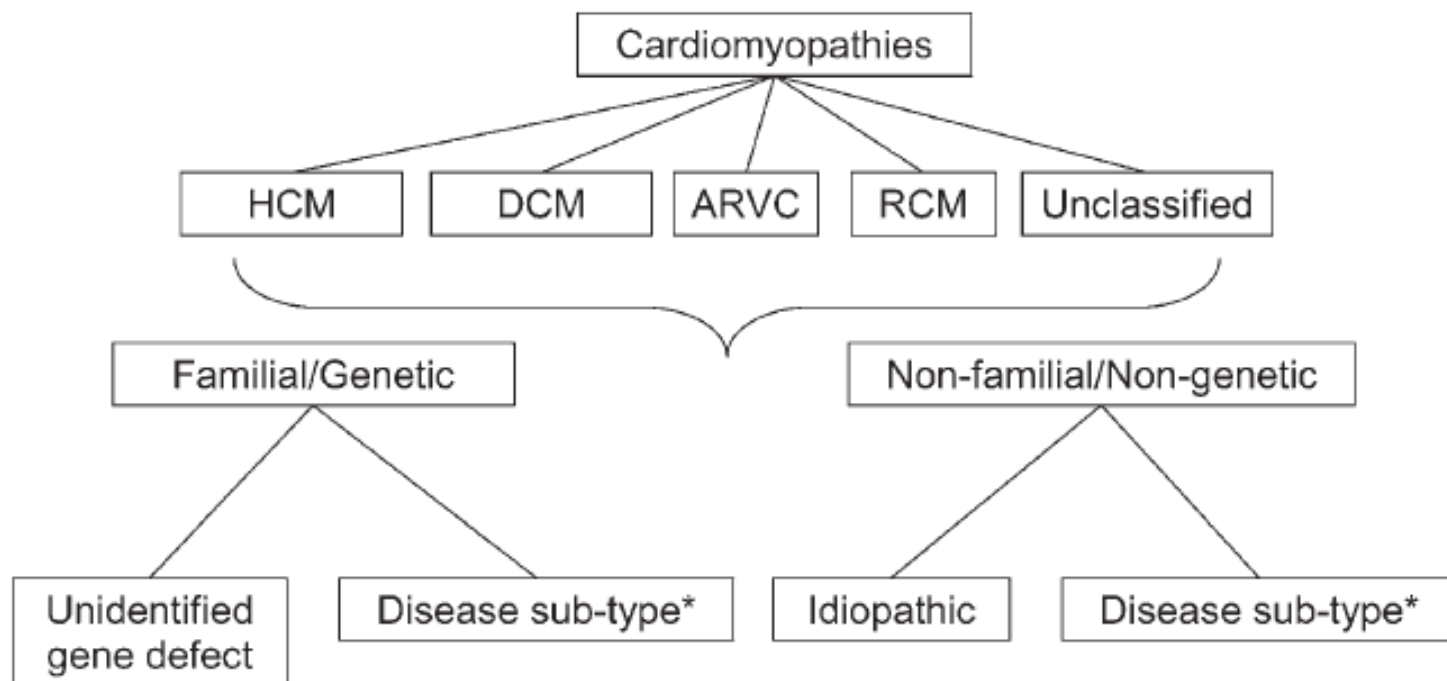 Cardiomyopathies
HCM
DCM
ARVC
RCM
Unclassified
Familial/Genetic
Non-familial/Non-genetic
Unidentified
gene defect
Disease sub-type*
Idiopathic
Disease sub-type*